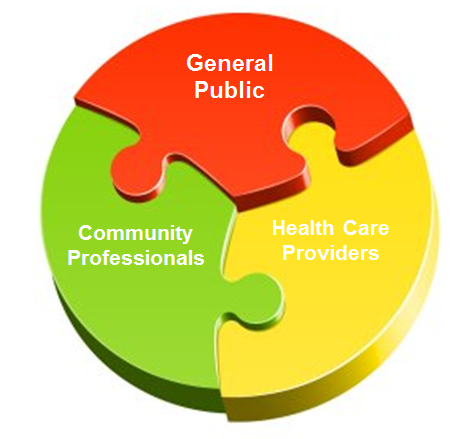 General
Public
Community
Professionals
Health Care
Providers